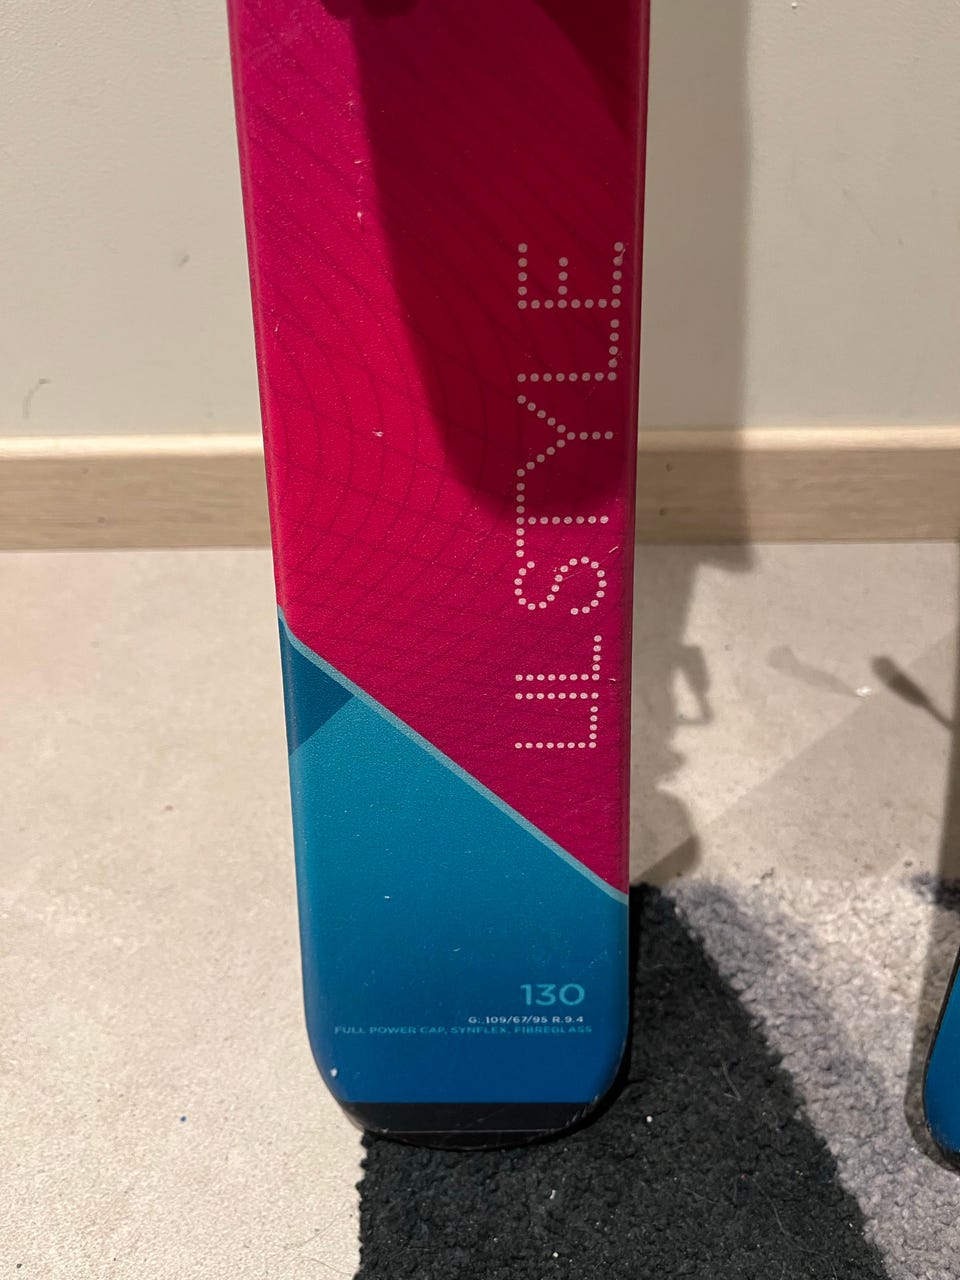 LIL STYLE
130
G: 109/67/95 R.9.4
FULL POWER CAP, SYNFLEX, FIBREGLASS